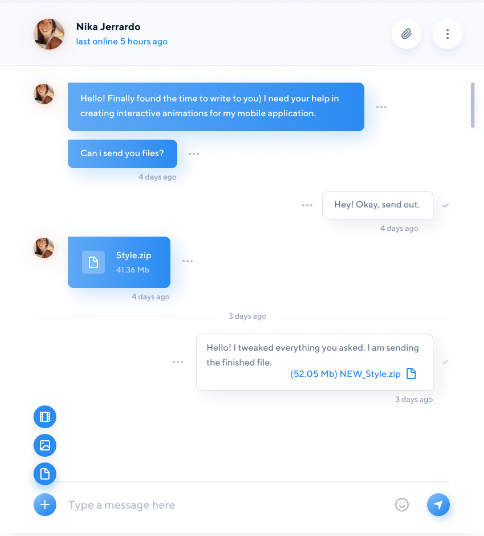 Nika Jerrardo
last online 5 hours ago
Hello! Finally found the time to write to you) I need your help in
creating interactive animations for my mobile application.
Can i send you files?
4 days ago
Hey! Okay, send out.
4 days ago
Style.zip
41.36 Mb
4 days ago
3 days ago
Hello! I tweaked everything you asked. I am sending
the finished file.
(52.05 Mb) NEW_Style.zip
3 days ago
Type a message here